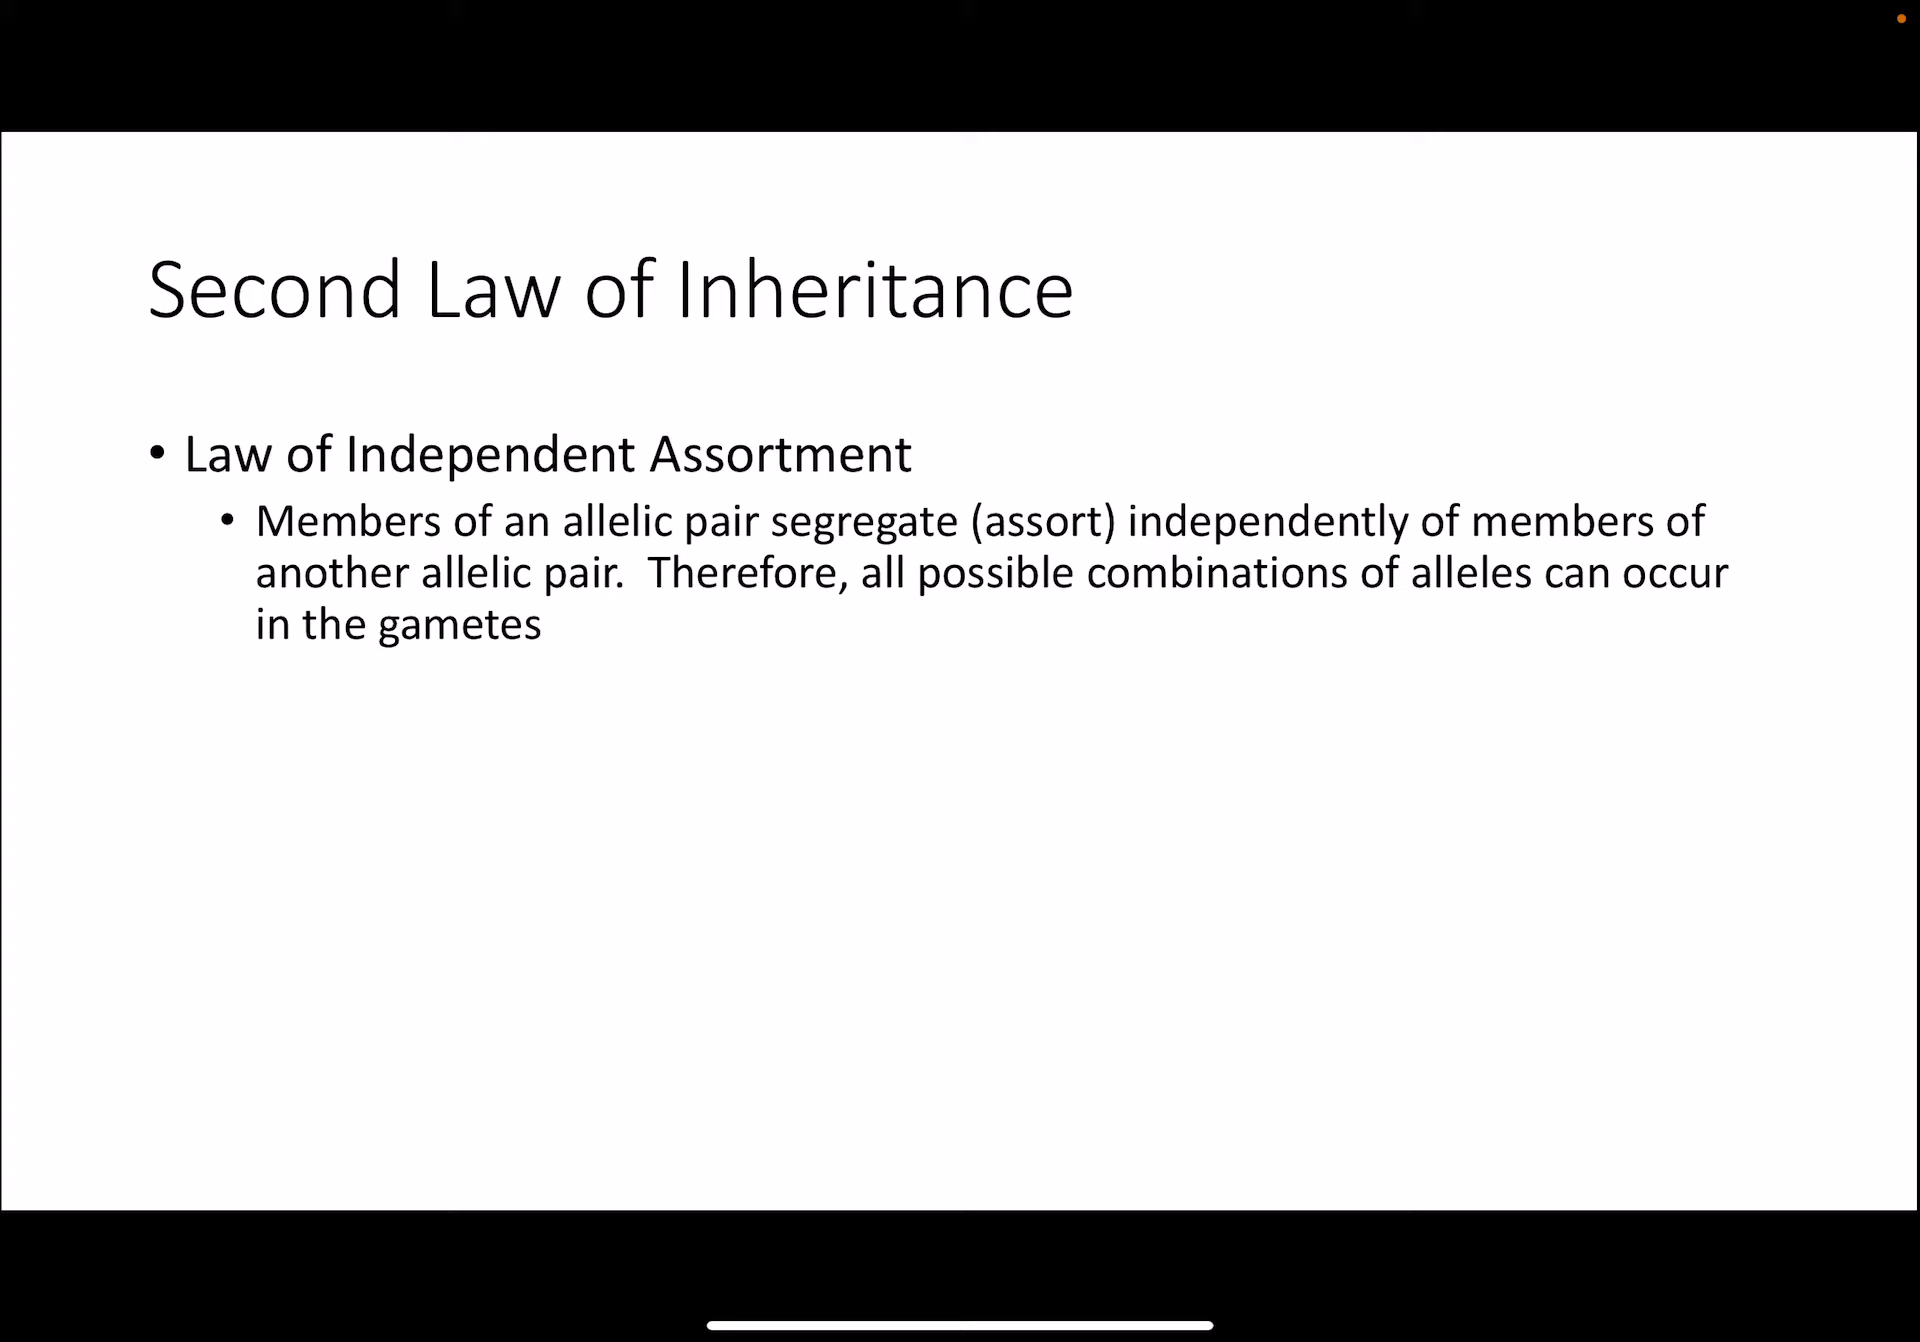 Second Law of Inheritance
• Law of Independent Assortment
• Members of an allelic pair segregate (assort) independently of members of
another allelic pair.  Therefore, all possible combinations of alleles can occur
in the gametes